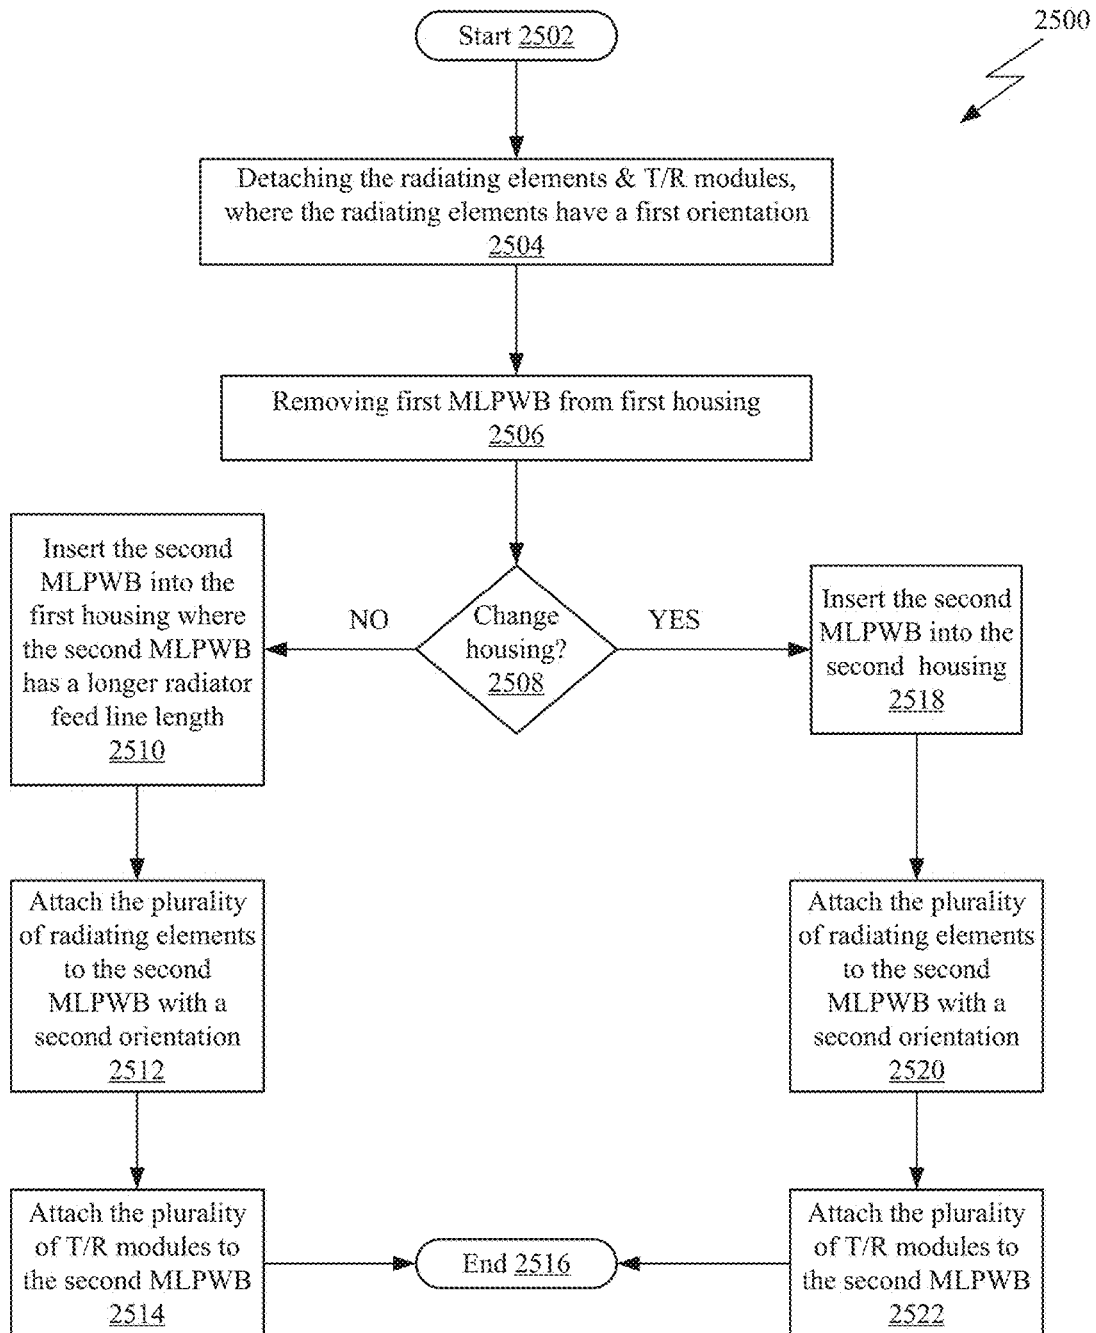 Start 2502
2500
Detaching the radiating elements & T/R modules,
where the radiating elements have a first orientation
2504
Removing first MLPWB from first housing
2506
Change
housing?
2508
NO
YES
Insert the second
MLPWB into the
first housing where
the second MLPWB
has a longer radiator
feed line length
2510
Attach the plurality
of radiating elements
to the second
MLPWB with a
second orientation
2512
Attach the plurality
of T/R modules to
the second MLPWB
2514
Insert the second
MLPWB into the
second housing
2518
Attach the plurality
of radiating elements
to the second
MLPWB with a
second orientation
2520
Attach the plurality
of T/R modules to
the second MLPWB
2522
End 2516